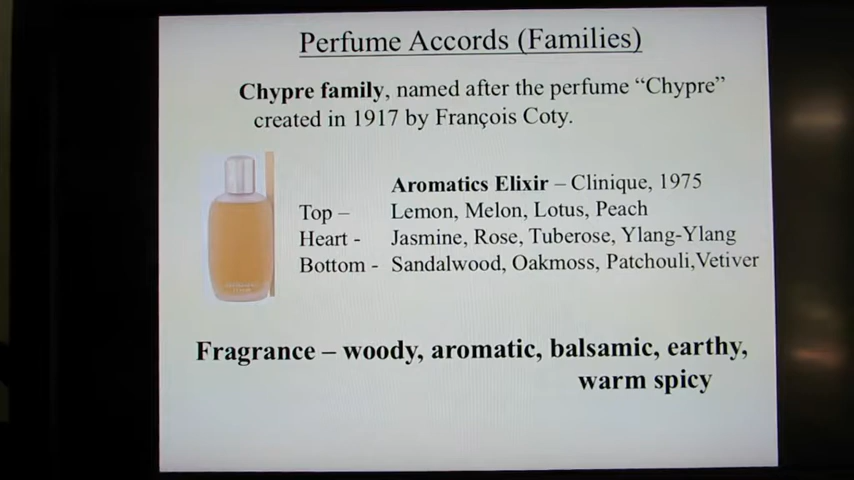 Perfume Accords (Families)
Chypre family, named after the perfume “Chypre”
created in 1917 by François Coty.
Aromatics Elixir – Clinique, 1975
Top – Lemon, Melon, Lotus, Peach
Heart - Jasmine, Rose, Tuberose, Ylang-Ylang
Bottom - Sandalwood, Oakmoss, Patchouli,Vetiver
Fragrance – woody, aromatic, balsamic, earthy,
warm spicy